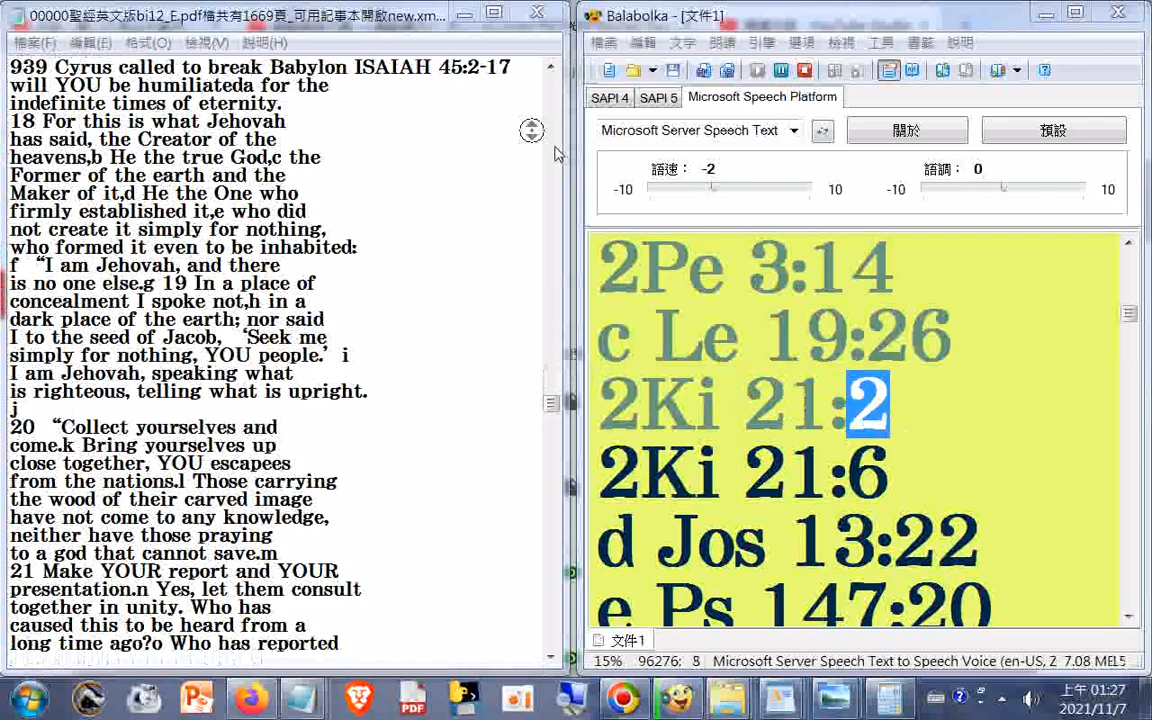 00000聖經英文版bi12_E.pdf檔共有1669頁_可用記事本開啟new.xm...
檔案(F) 編輯(E) 格式(O) 檢視(V) 說明(H)
939 Cyrus called to break Babylon ISAIAH 45:2-17
will YOU be humiliateda for the
indefinite times of eternity.
18 For this is what Jehovah
has said, the Creator of the
heavens,b He the true God,c the
Former of the earth and the
Maker of it,d He the One who
firmly established it,e who did
not create it simply for nothing,
who formed it even to be inhabited:
f “I am Jehovah, and there
is no one else.g 19 In a place of
concealment I spoke not,h in a
dark place of the earth; nor said
I to the seed of Jacob, ‘Seek me
simply for nothing, YOU people.’ i
I am Jehovah, speaking what
is righteous, telling what is upright.
j
20 “Collect yourselves and
come.k Bring yourselves up
close together, YOU escapees
from the nations.l Those carrying
the wood of their carved image
have not come to any knowledge,
neither have those praying
to a god that cannot save.m
21 Make YOUR report and YOUR
presentation.n Yes, let them consult
together in unity. Who has
caused this to be heard from a
long time ago?o Who has reported
Balabolka - [文件1]
檔案 編輯 文字 朗讀 引擎 選項 檢視 工具 書籤 說明
SAPI 4 SAPI 5 Microsoft Speech Platform
Microsoft Server Speech Text 關於 預設
語速： -2 語調： 0
-10 10 -10 10
2Pe 3:14
c Le 19:26
2Ki 21:2
2Ki 21:6
d Jos 13:22
e Ps 147:20
文件1
15% 96276: 8 Microsoft Server Speech Text to Speech Voice (en-US, 2 7.08 МБ
PDF
上午 01:27
2021/11/7